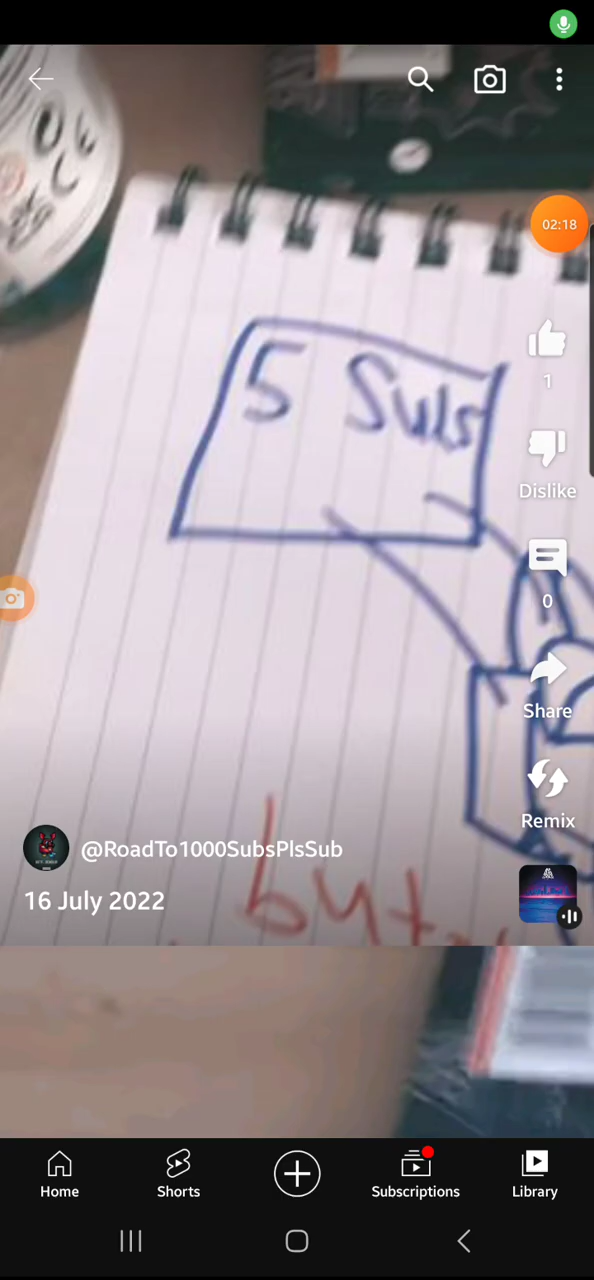 02:18
5 Subs
1
Dislike
0
Share
Remix
@RoadTo1000SubsPlsSub
16 July 2022
Home
Shorts
Subscriptions
Library